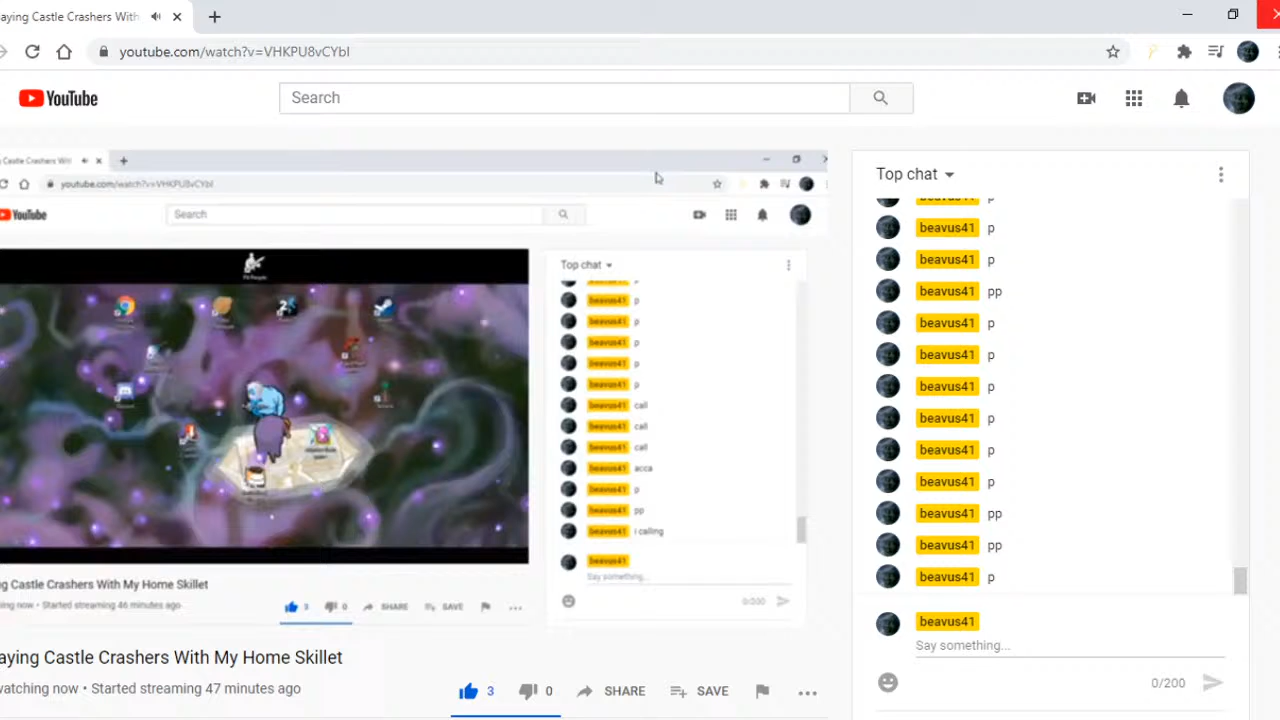 aying Castle Crashers With
youtube.com/watch?v=VHKPU8vCYbI
YouTube
Search
Castle Crashers Wit
youtube.com/watch?v=VHKPU8vCYbI
YouTube
Search
Top chat
beavus41 p
beavus41 p
beavus41 p
beavus41 p
beavus41 p
beavus41 p
beavus41 call
beavus41 call
beavus41 call
beavus41 acca
beavus41 p
beavus41 pp
beavus41 i calling
beavus41
Say something...
0/200
g Castle Crashers With My Home Skillet
ng now • Started streaming 46 minutes ago
3 0 SHARE SAVE
aying Castle Crashers With My Home Skillet
watching now • Started streaming 47 minutes ago
3 0 SHARE SAVE
Top chat
beavus41 p
beavus41 p
beavus41 p
beavus41 pp
beavus41 p
beavus41 p
beavus41 p
beavus41 p
beavus41 p
beavus41 p
beavus41 pp
beavus41 pp
beavus41 p
beavus41
Say something...
0/200